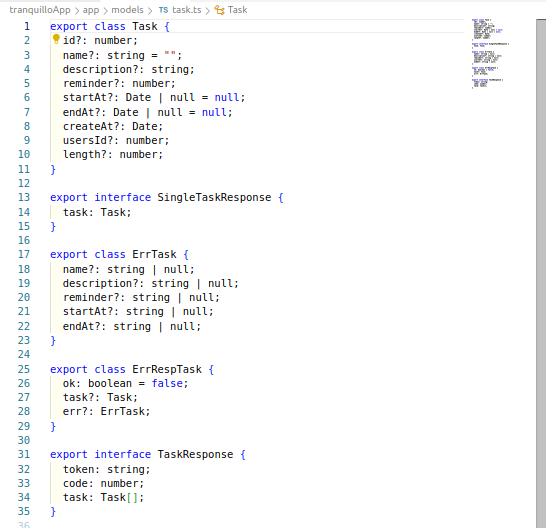 tranquilloApp > app > models > TS task.ts > Task
1 export class Task {
2 id?: number;
3 name?: string = "";
4 description?: string;
5 reminder?: number;
6 startAt?: Date | null = null;
7 endAt?: Date | null = null;
8 createAt?: Date;
9 usersId?: number;
10 length?: number;
11 }
12
13 export interface SingleTaskResponse {
14 task: Task;
15 }
16
17 export class ErrTask {
18 name?: string | null;
19 description?: string | null;
20 reminder?: string | null;
21 startAt?: string | null;
22 endAt?: string | null;
23 }
24
25 export class ErrRespTask {
26 ok: boolean = false;
27 task?: Task;
28 err?: ErrTask;
29 }
30
31 export interface TaskResponse {
32 token: string;
33 code: number;
34 task: Task[];
35 }
36